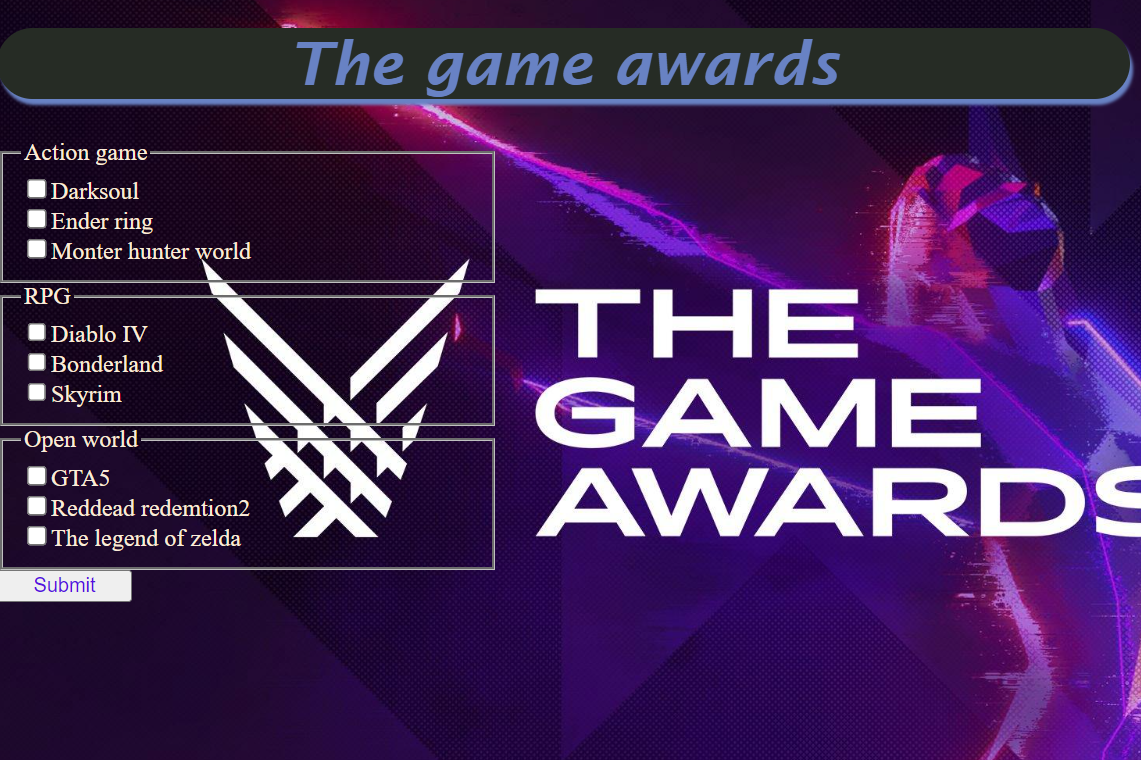 The game awards
Action game
Darksoul
Ender ring
Monter hunter world
RPG
Diablo IV
Bonderland
Skyrim
Open world
GTA5
Reddead redemtion2
The legend of zelda
Submit
THE
GAME
AWARDS